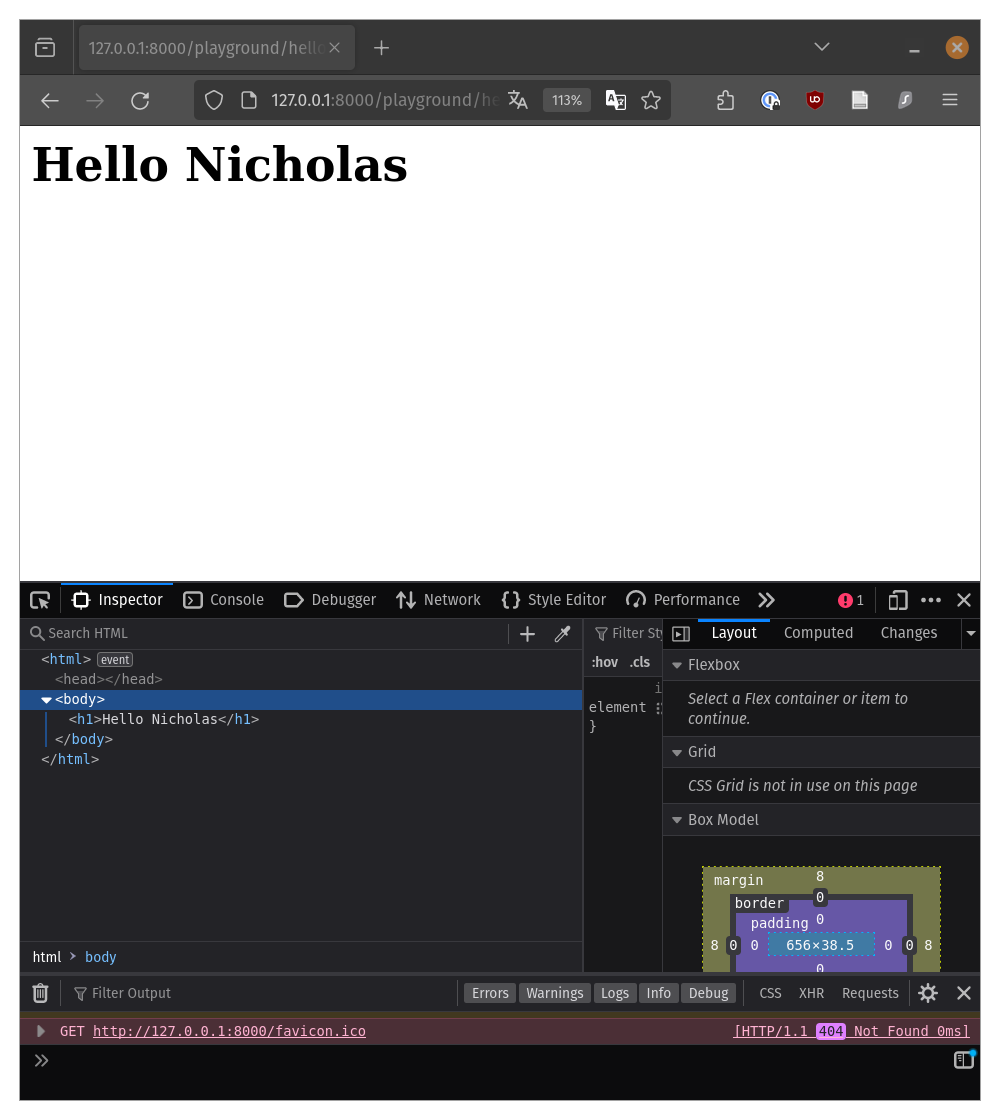 127.0.0.1:8000/playground/hello
127.0.0.1:8000/playground/he 113%
Hello Nicholas
Inspector Console Debugger Network Style Editor Performance 1
Search HTML Filter Sty Layout Computed Changes
:hov .cls
<html> event
<head></head>
<body>
<h1>Hello Nicholas</h1>
</body>
</html>
element
}
Flexbox
Select a Flex container or item to
continue.
Grid
CSS Grid is not in use on this page
Box Model
margin 8
border 0
padding 0
8 0 0 656×38.5 0 0 8
0
html > body
Filter Output Errors Warnings Logs Info Debug CSS XHR Requests
GET http://127.0.0.1:8000/favicon.ico [HTTP/1.1 404 Not Found 0ms]